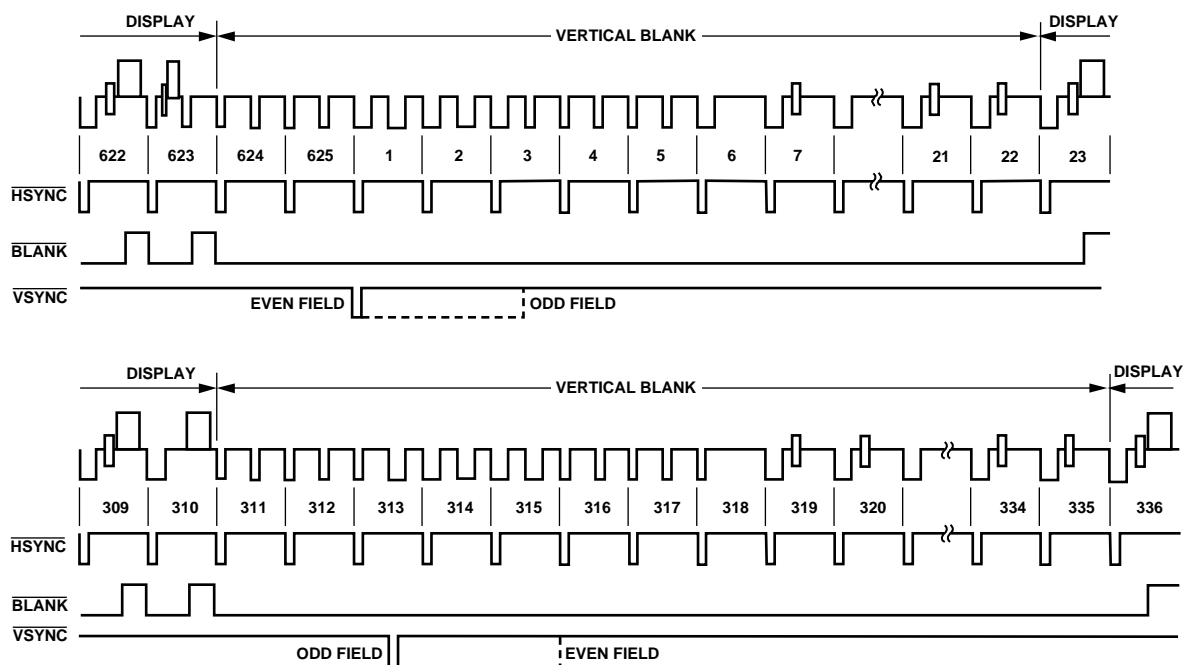 DISPLAY VERTICAL BLANK DISPLAY
622 623 624 625 1 2 3 4 5 6 7 21 22 23
HSYNC
BLANK
VSYNC
EVEN FIELD ODD FIELD
DISPLAY VERTICAL BLANK DISPLAY
309 310 311 312 313 314 315 316 317 318 319 320 334 335 336
HSYNC
BLANK
VSYNC
ODD FIELD EVEN FIELD